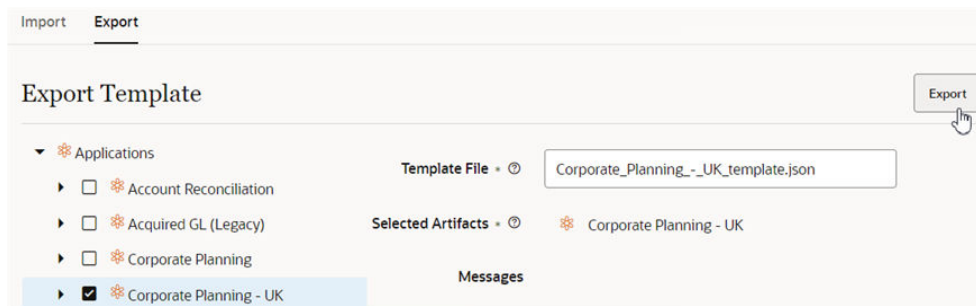 Import Export
Export Template
Export
Applications
Account Reconciliation
Acquired GL (Legacy)
Corporate Planning
Corporate Planning - UK
Template File * ?
Corporate_Planning_-_UK_template.json
Selected Artifacts * ?
Corporate Planning - UK
Messages